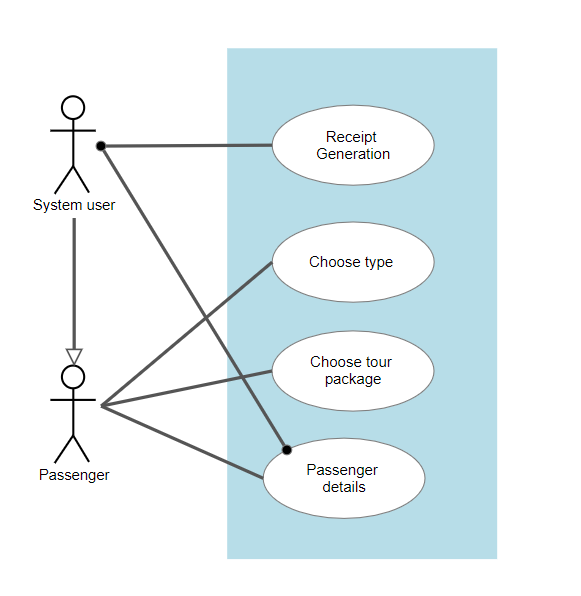 Receipt
Generation
System user
Choose type
Choose tour
package
Passenger
details
Passenger